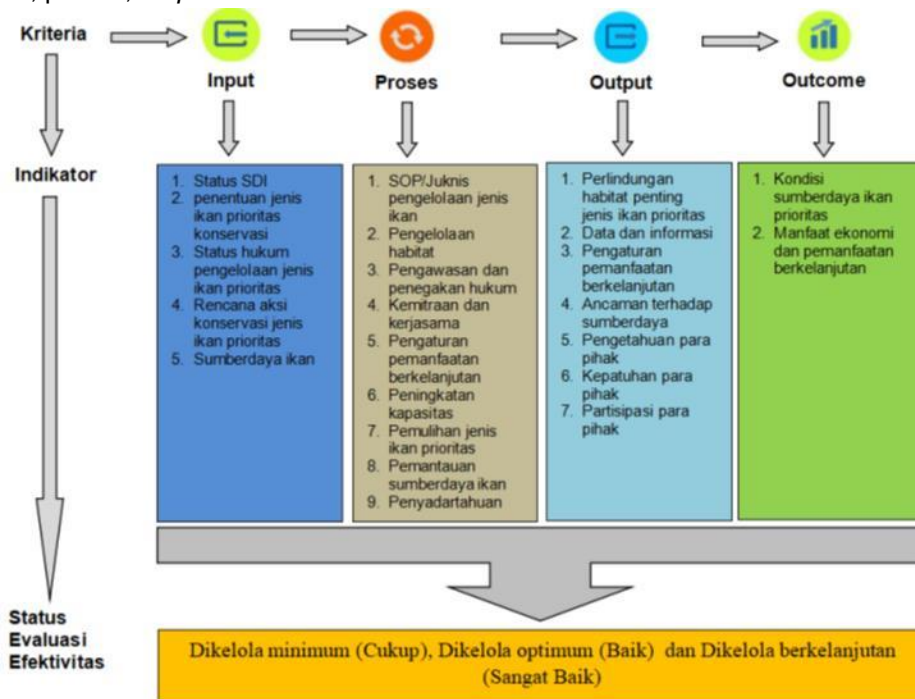 Kriteria
Input
Proses
Output
Outcome
Indikator
1. Status SDI
2. penentuan jenis
ikan prioritas
konservasi
3. Status hukum
pengelolaan jenis
ikan prioritas
4. Rencana aksi
konservasi jenis
ikan prioritas
5. Sumberdaya ikan
1. SOP/Juknis
pengelolaan jenis
ikan
2. Pengelolaan
habitat
3. Pengawasan dan
penegakan hukum
4. Kemitraan dan
kerjasama
5. Pengaturan
pemanfaatan
berkelanjutan
6. Peningkatan
kapasitas
7. Pemulihan jenis
ikan prioritas
8. Pemantauan
sumberdaya ikan
9. Penyadartahuan
1. Perlindungan
habitat penting
jenis ikan prioritas
2. Data dan informasi
3. Pengaturan
pemanfaatan
berkelanjutan
4. Ancaman terhadap
sumberdaya
5. Pengetahuan para
pihak
6. Kepatuhan para
pihak
7. Partisipasi para
pihak
1. Kondisi
sumberdaya ikan
prioritas
2. Manfaat ekonomi
dan pemanfaatan
berkelanjutan
Status
Evaluasi
Efektivitas
Dikelola minimum (Cukup), Dikelola optimum (Baik) dan Dikelola berkelanjutan
(Sangat Baik)